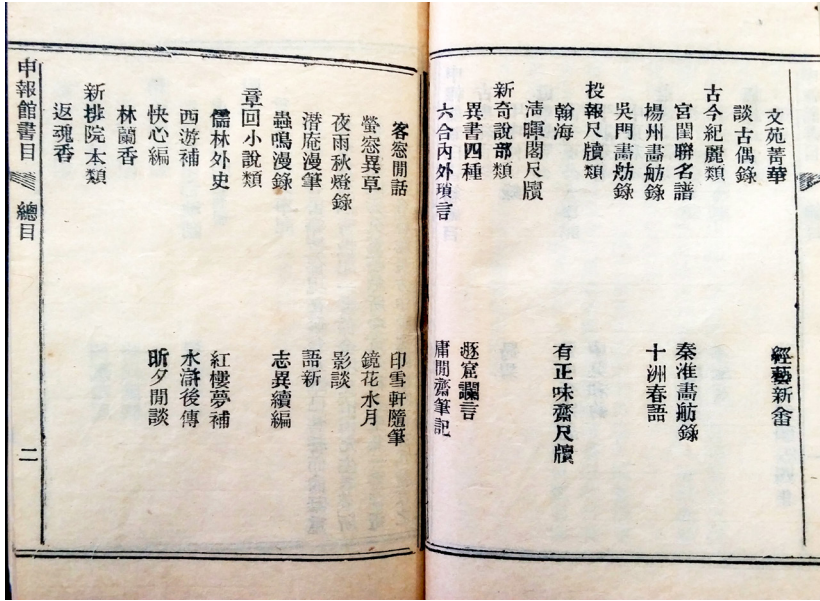 文苑菁華　經藝新畬
談古偶錄
古今紀麗類
宮閨聯名譜　秦淮畵舫錄
揚州畵舫錄　十洲春語
吳門畵舫錄
投報尺牘類
翰海　有正味齋尺牘
淸暉閣尺牘
新奇說部類
異書四種　遯窟讕言
六合內外瑣言　庸閒齋筆記
客窓閒話　印雪軒隨筆
螢窓異草　鏡花水月
夜雨秋燈錄　影談
潛庵漫筆　語新
蟲鳴漫錄　志異續編
章回小說類
儒林外史　紅樓夢補
西游補　水滸後傳
快心編　昕夕閒談
林蘭香
新排院本類
返魂香
申報館書目　總目　二